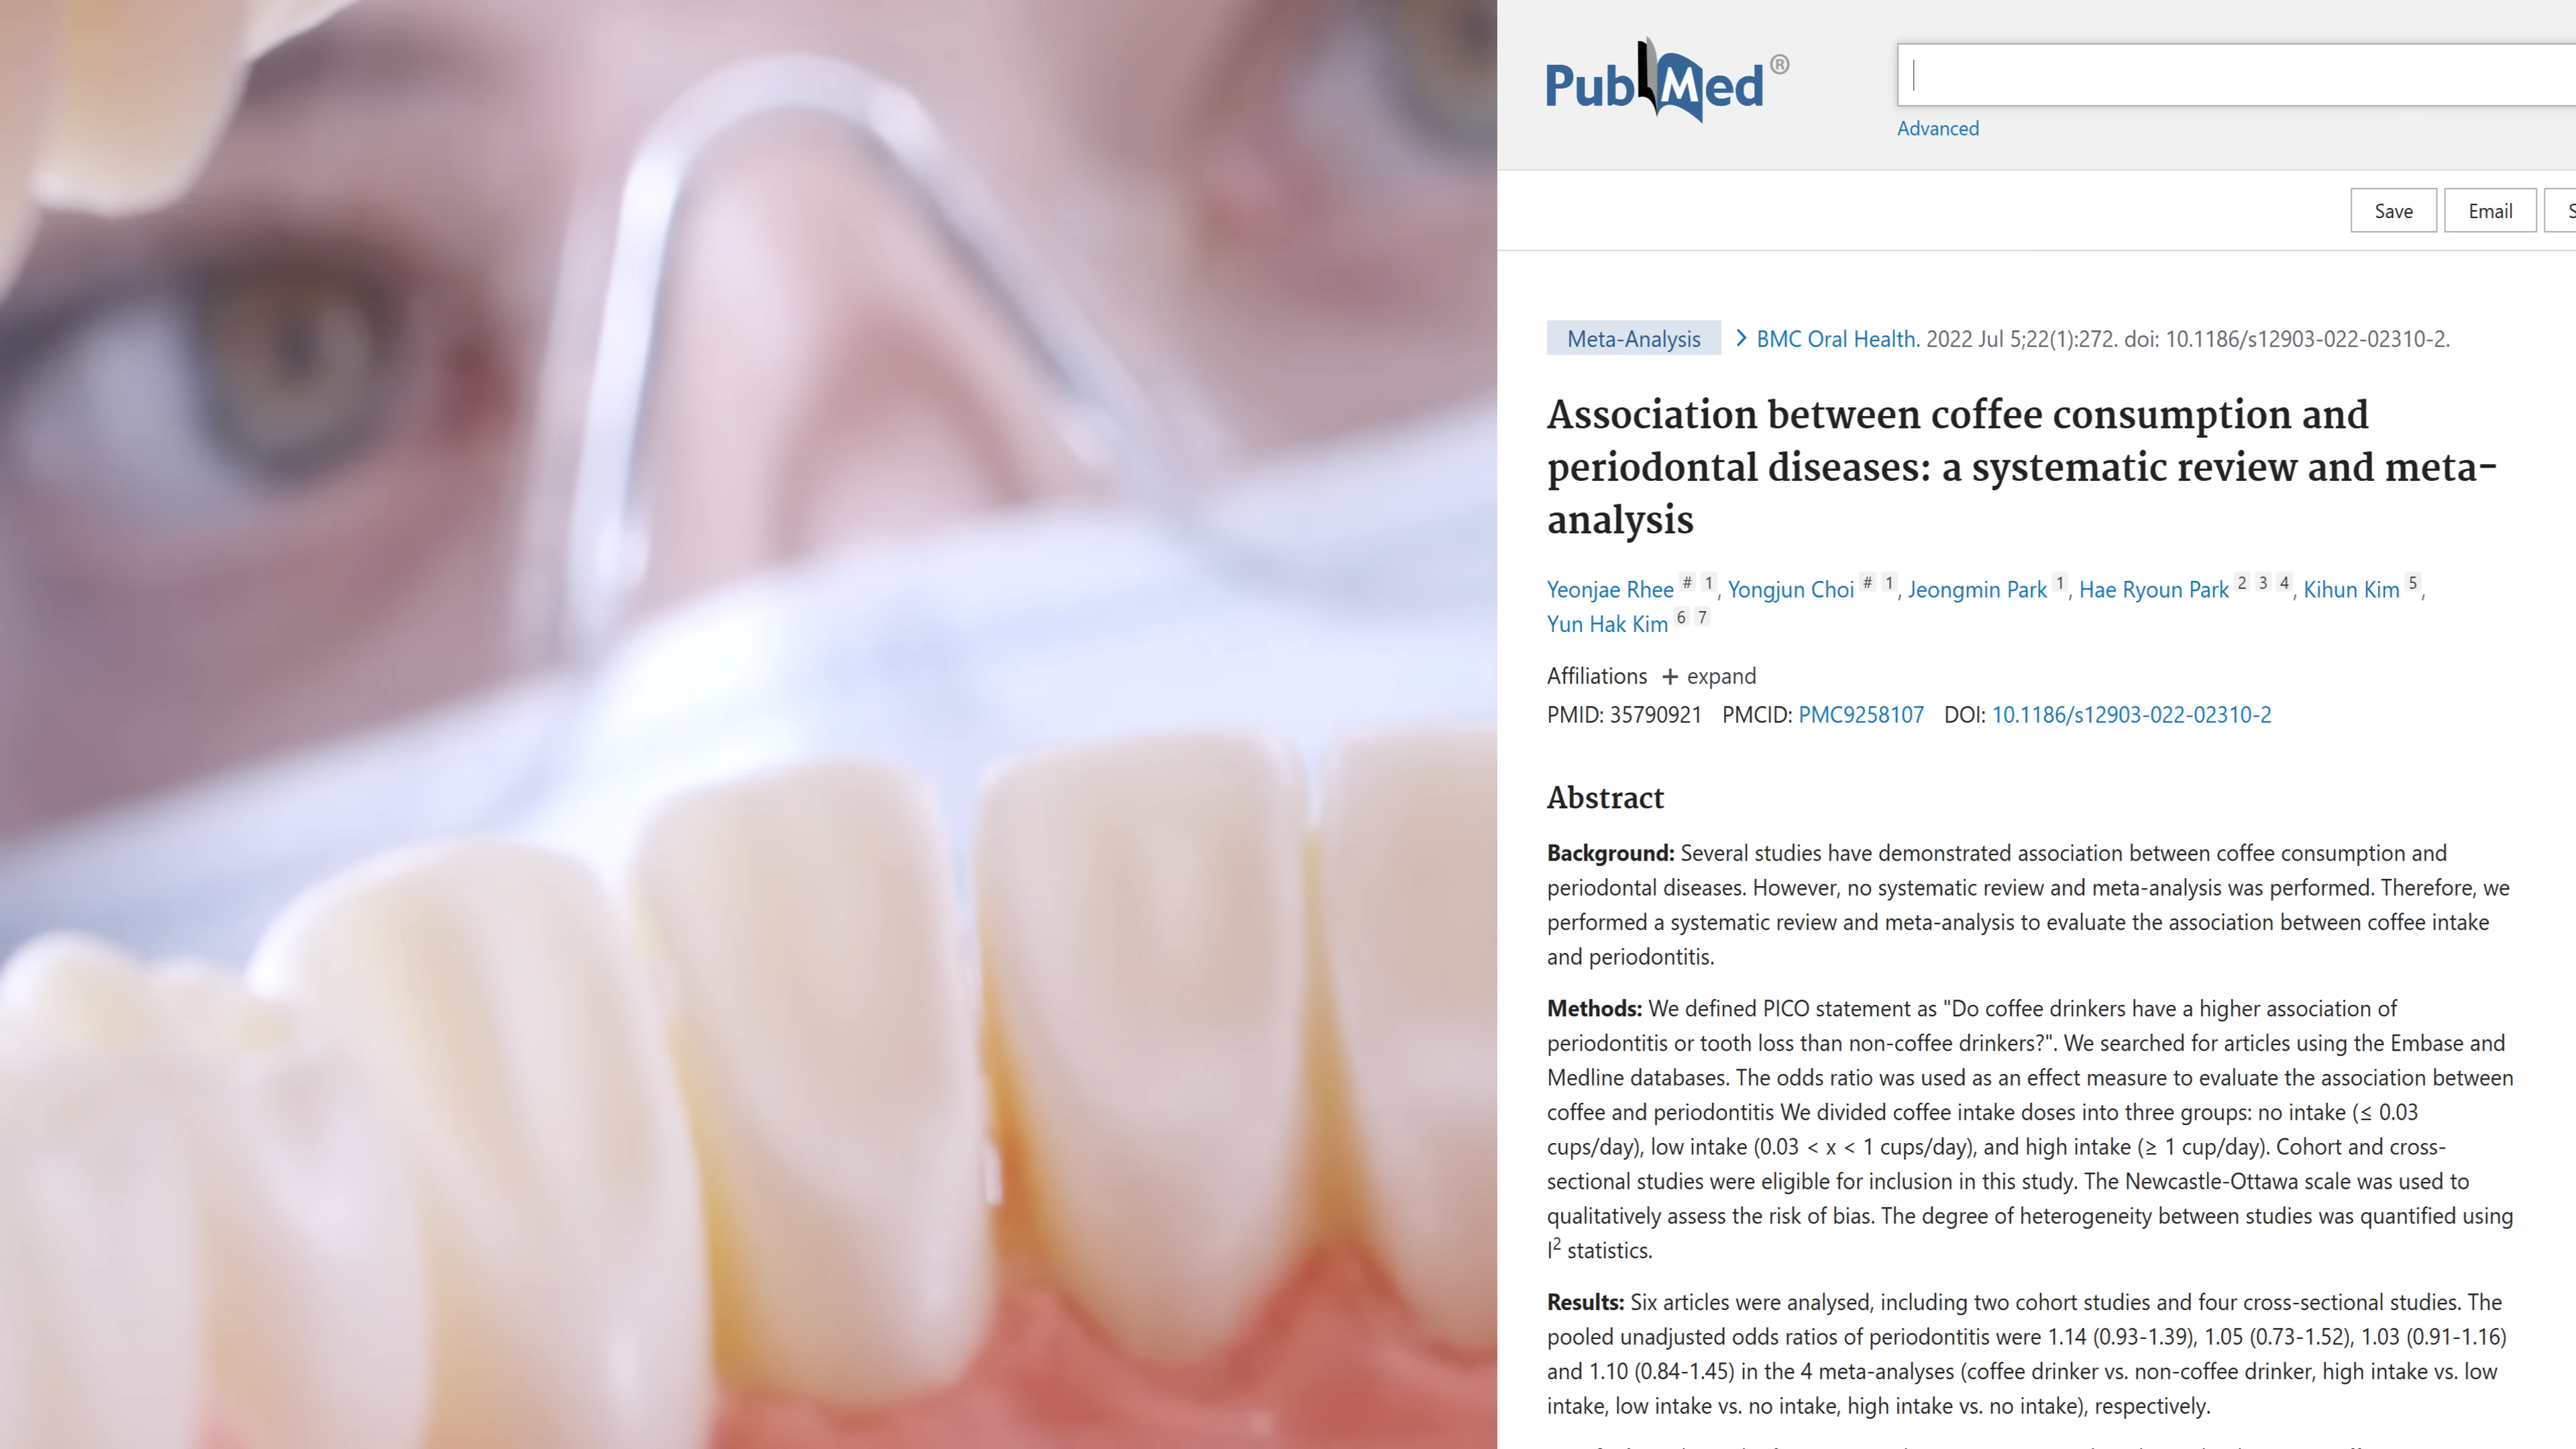 PubMed®
Advanced
Save Email
Meta-Analysis > BMC Oral Health. 2022 Jul 5;22(1):272. doi: 10.1186/s12903-022-02310-2.
Association between coffee consumption and
periodontal diseases: a systematic review and meta-
analysis
Yeonjae Rhee # 1, Yongjun Choi # 1, Jeongmin Park 1, Hae Ryoun Park 2 3 4, Kihun Kim 5,
Yun Hak Kim 6 7
Affiliations + expand
PMID: 35790921 PMCID: PMC9258107 DOI: 10.1186/s12903-022-02310-2
Abstract
Background: Several studies have demonstrated association between coffee consumption and
periodontal diseases. However, no systematic review and meta-analysis was performed. Therefore, we
performed a systematic review and meta-analysis to evaluate the association between coffee intake
and periodontitis.
Methods: We defined PICO statement as "Do coffee drinkers have a higher association of
periodontitis or tooth loss than non-coffee drinkers?". We searched for articles using the Embase and
Medline databases. The odds ratio was used as an effect measure to evaluate the association between
coffee and periodontitis We divided coffee intake doses into three groups: no intake (≤ 0.03
cups/day), low intake (0.03 < x < 1 cups/day), and high intake (≥ 1 cup/day). Cohort and cross-
sectional studies were eligible for inclusion in this study. The Newcastle-Ottawa scale was used to
qualitatively assess the risk of bias. The degree of heterogeneity between studies was quantified using
I² statistics.
Results: Six articles were analysed, including two cohort studies and four cross-sectional studies. The
pooled unadjusted odds ratios of periodontitis were 1.14 (0.93-1.39), 1.05 (0.73-1.52), 1.03 (0.91-1.16)
and 1.10 (0.84-1.45) in the 4 meta-analyses (coffee drinker vs. non-coffee drinker, high intake vs. low
intake, low intake vs. no intake, high intake vs. no intake), respectively.